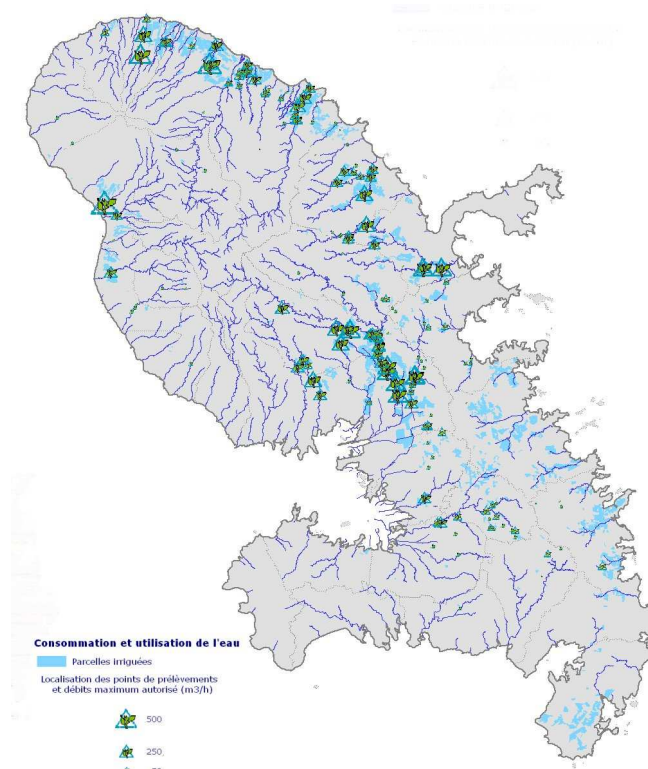 Consommation et utilisation de l'eau
Parcelles irriguées
Localisation des points de prélèvements
et débits maximum autorisé (m3/h)
500
250